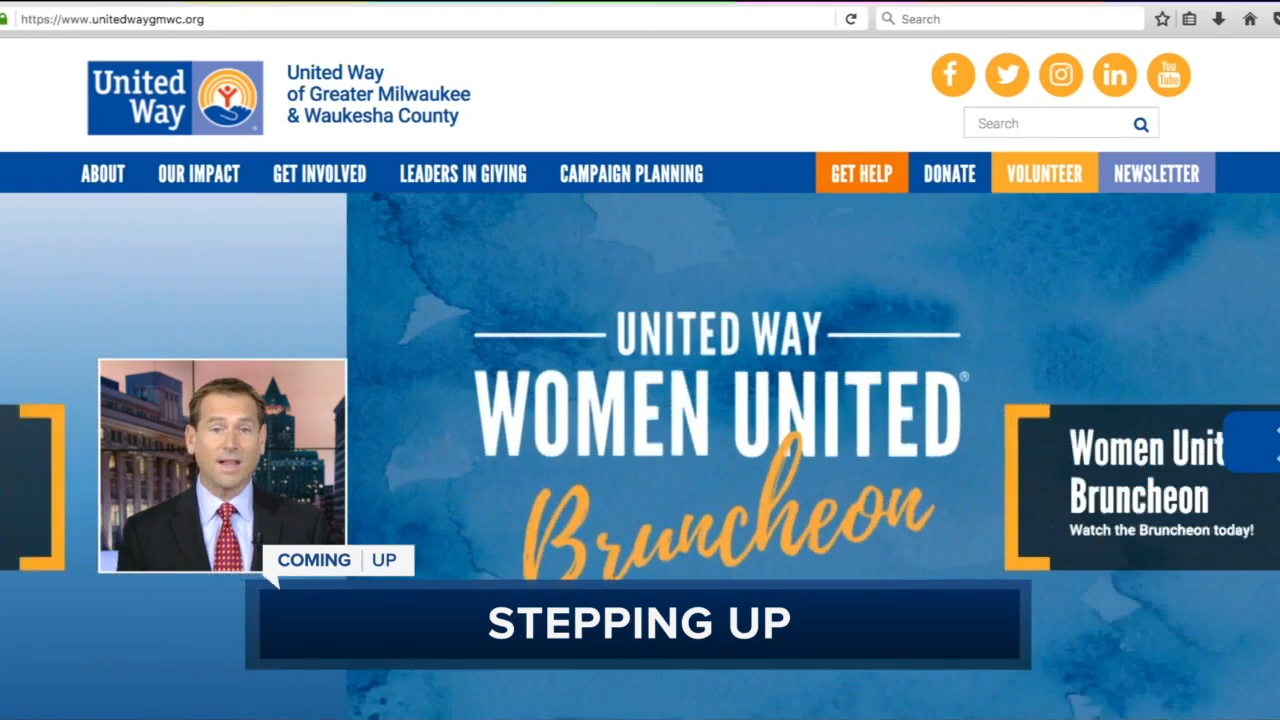 https://www.unitedwaygmwc.org
Search
United
Way
United Way
of Greater Milwaukee
& Waukesha County
You
Tube
Search
ABOUT OUR IMPACT GET INVOLVED LEADERS IN GIVING CAMPAIGN PLANNING GET HELP DONATE VOLUNTEER NEWSLETTER
UNITED WAY
WOMEN UNITED®
Bruncheon
Women Unit
Bruncheon
Watch the Bruncheon today!
COMING UP
STEPPING UP